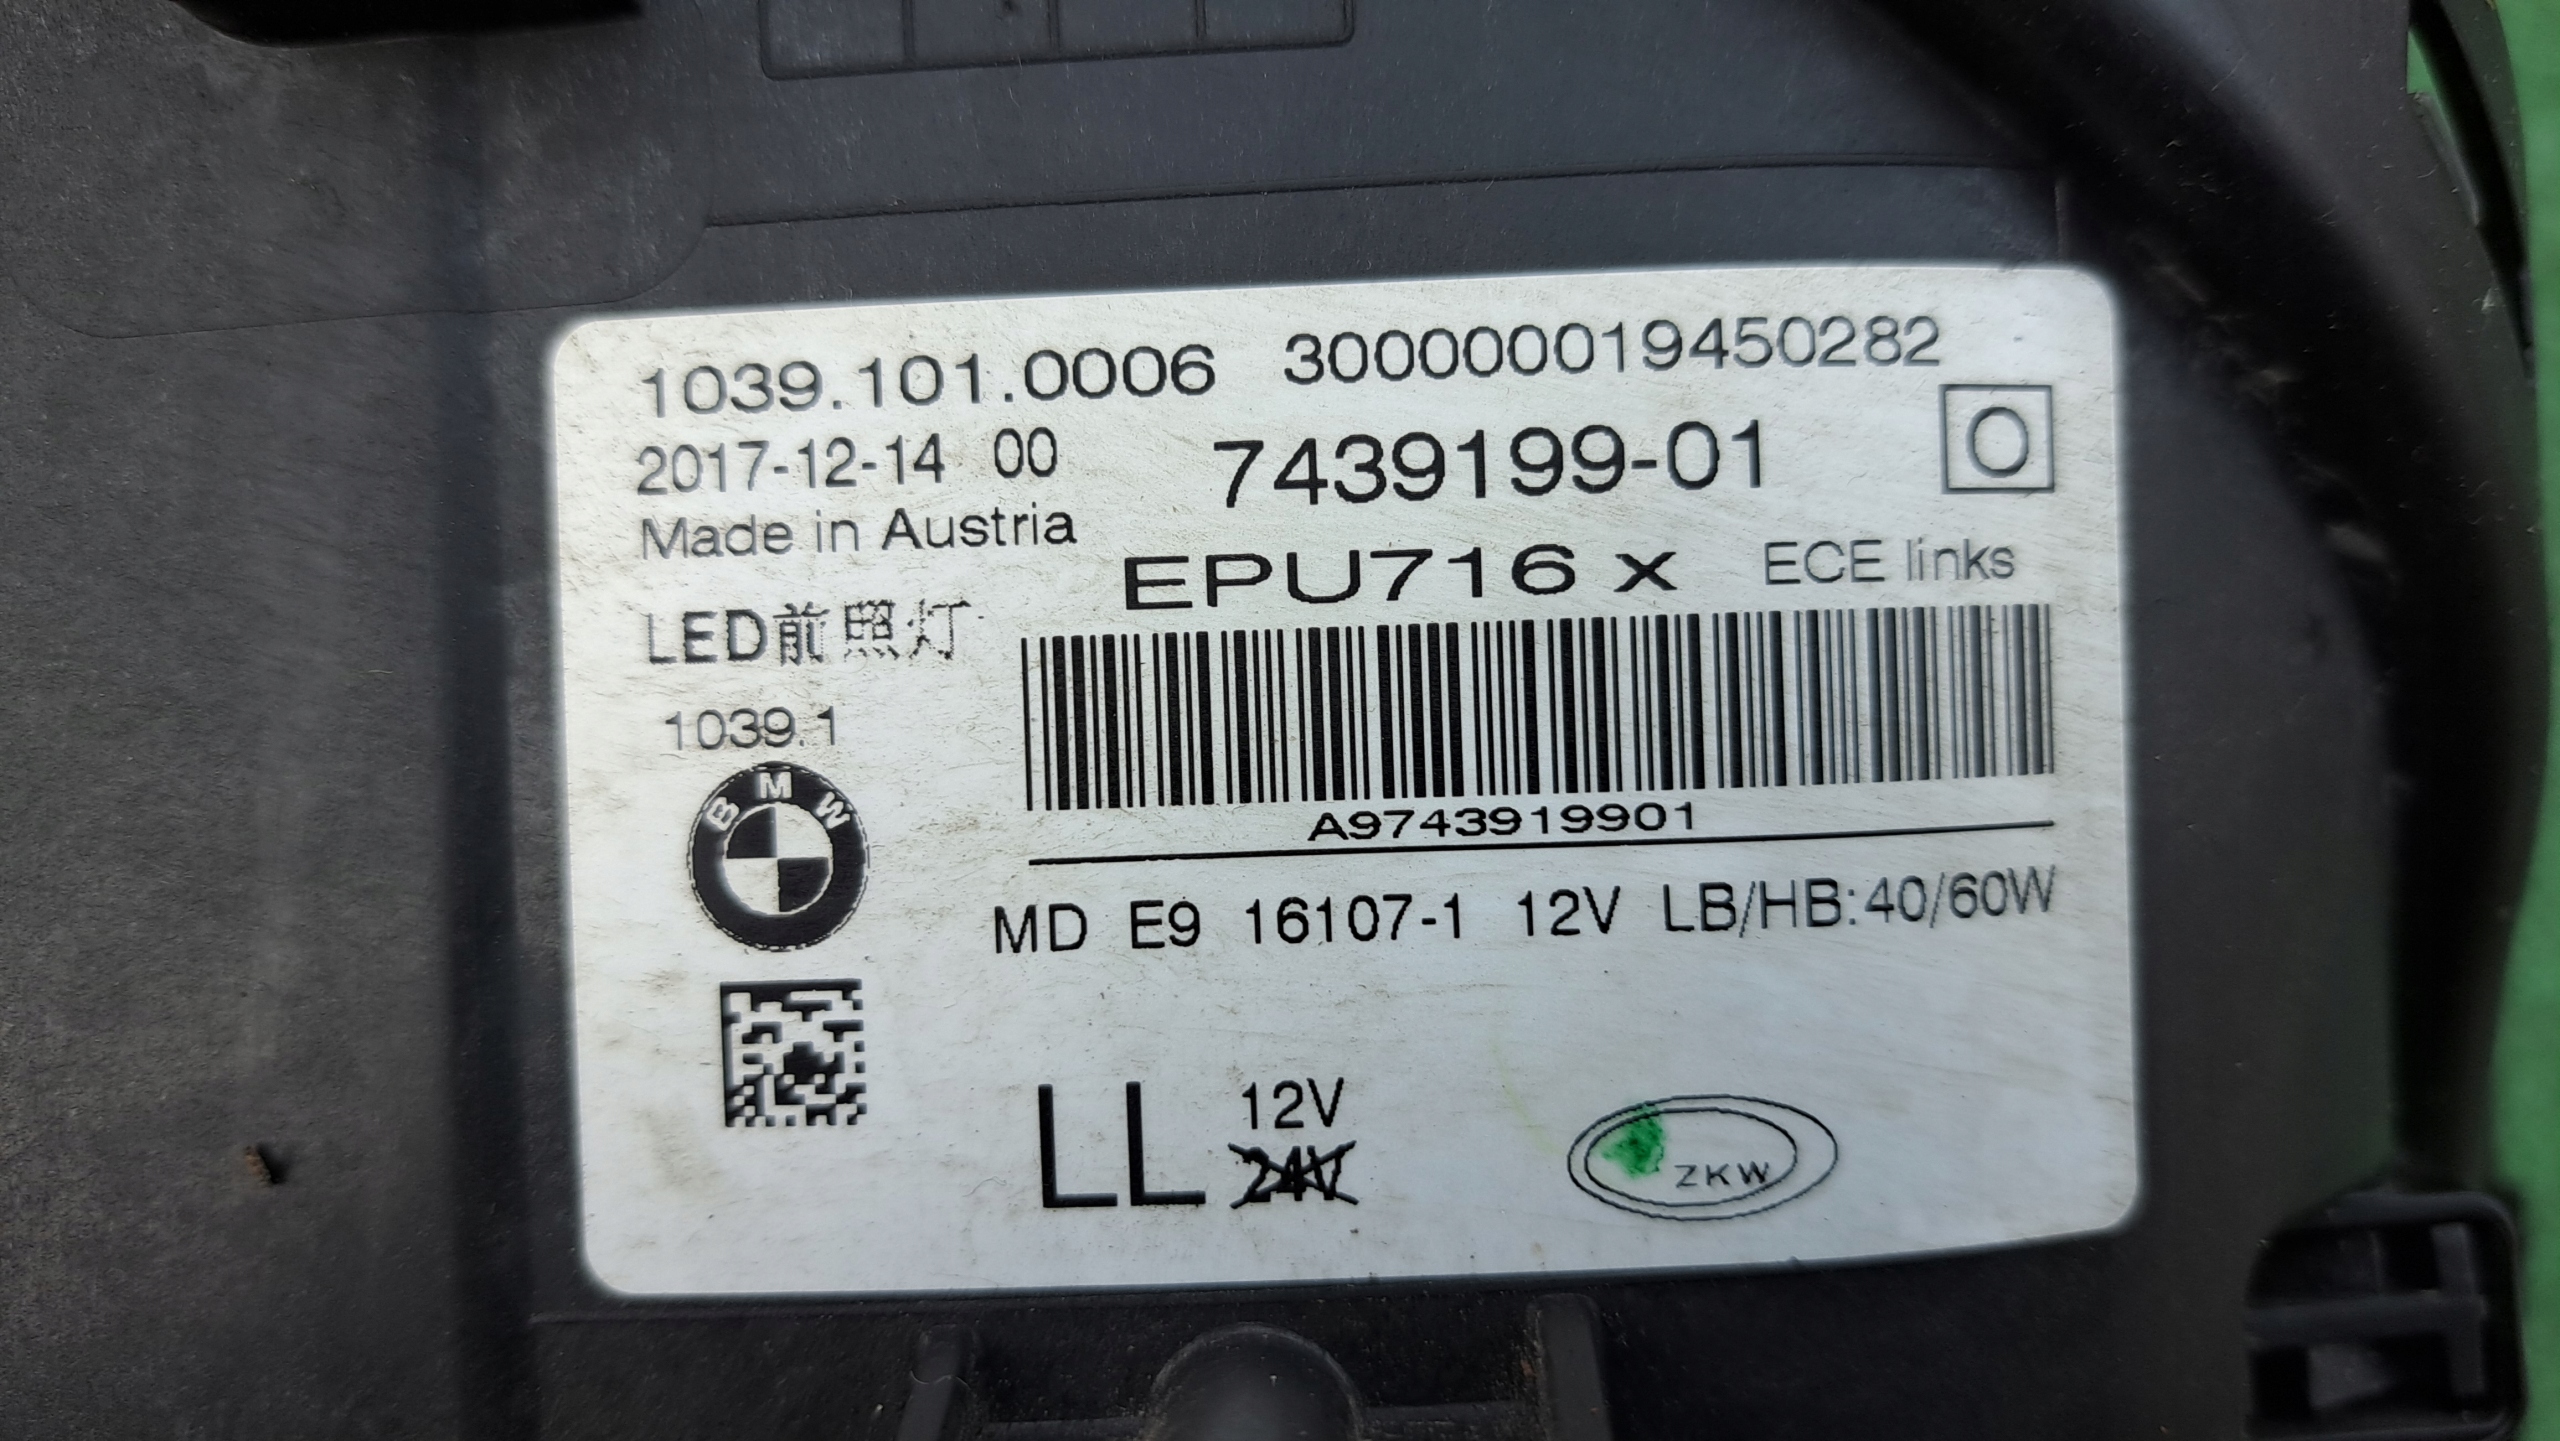 1039.101.0006 300000019450282
2017-12-14 00 7439199-01 O
Made in Austria
EPU716 x ECE links
LED前照灯
1039.1
BMW
A9743919901
MD E9 16107-1 12V LB/HB:40/60W
LL 12V
24V
ZKW